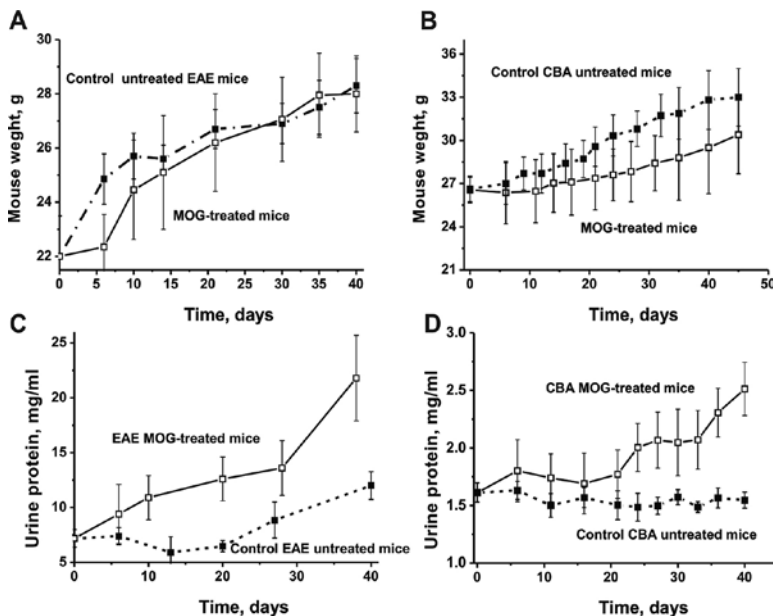 A
30
28
26
24
22
Mouse weght, g
Control untreated EAE mice
MOG-treated mice
0 5 10 15 20 25 30 35 40
Time, days
B
36
33
30
27
24
21
Mouse weght, g
Control CBA untreated mice
MOG-treated mice
0 10 20 30 40 50
Time, days
C
25
20
15
10
5
Urine protein, mg/ml
EAE MOG-treated mice
Control EAE untreated mice
0 10 20 30 40
Time, days
D
3.0
2.5
2.0
1.5
1.0
Urine protein, mg/ml
CBA MOG-treated mice
Control CBA untreated mice
0 10 20 30 40
Time, days